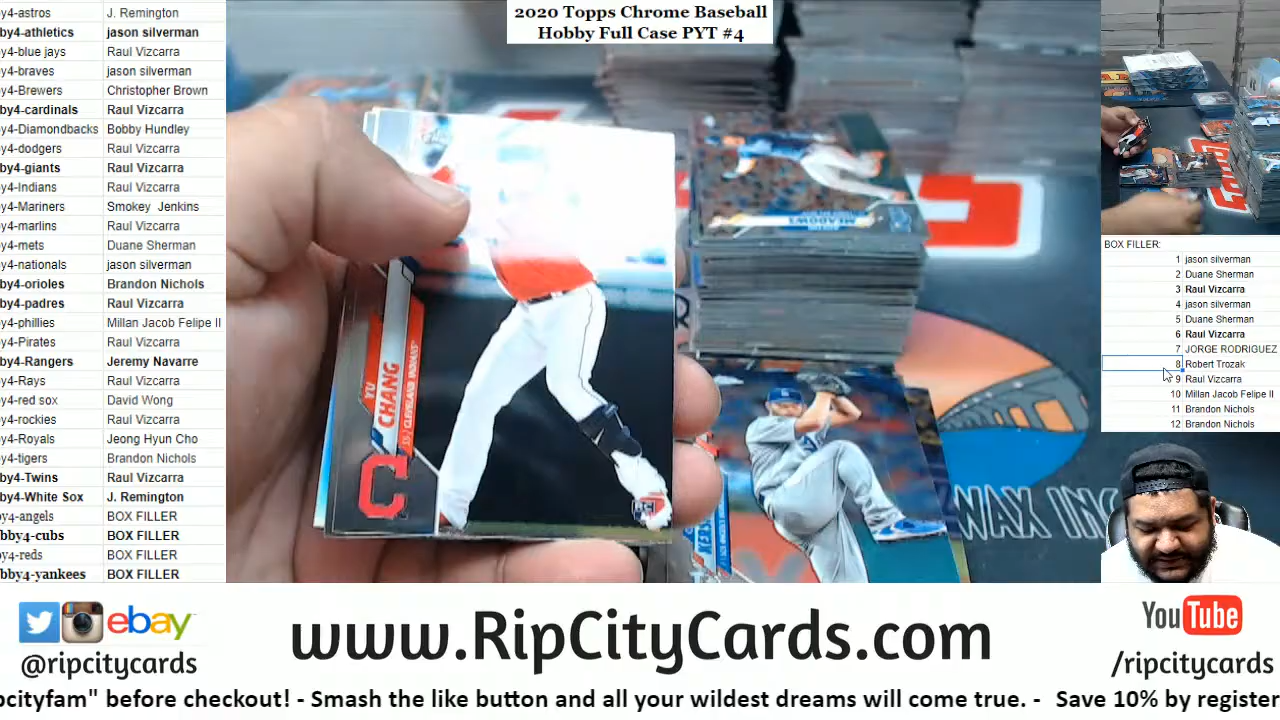 2020 Topps Chrome Baseball
Hobby Full Case PYT #4
y4-astros J. Remington
by4-athletics jason silverman
y4-blue jays Raul Vizcarra
y4-braves jason silverman
y4-Brewers Christopher Brown
by4-cardinals Raul Vizcarra
y4-Diamondbacks Bobby Hundley
y4-dodgers Raul Vizcarra
by4-giants Raul Vizcarra
y4-Indians Raul Vizcarra
y4-Mariners Smokey Jenkins
y4-marlins Raul Vizcarra
y4-mets Duane Sherman
y4-nationals jason silverman
by4-orioles Brandon Nichols
by4-padres Raul Vizcarra
y4-phillies Millan Jacob Felipe II
y4-Pirates Raul Vizcarra
by4-Rangers Jeremy Navarre
y4-Rays Raul Vizcarra
y4-red sox David Wong
y4-rockies Raul Vizcarra
y4-Royals Jeong Hyun Cho
y4-tigers Brandon Nichols
by4-Twins Raul Vizcarra
by4-White Sox J. Remington
y4-angels BOX FILLER
bby4-cubs BOX FILLER
y4-reds BOX FILLER
bby4-yankees BOX FILLER
YU
CHANG
CLEVELAND INDIANS
C
MEADOWS
WAX INC
BOX FILLER:
1 jason silverman
2 Duane Sherman
3 Raul Vizcarra
4 jason silverman
5 Duane Sherman
6 Raul Vizcarra
7 JORGE RODRIGUEZ
8 Robert Trozak
9 Raul Vizcarra
10 Millan Jacob Felipe II
11 Brandon Nichols
12 Brandon Nichols
ebay
@ripcitycards
www.RipCityCards.com
YouTube
/ripcitycards
pcityfam" before checkout! - Smash the like button and all your wildest dreams will come true. - Save 10% by register